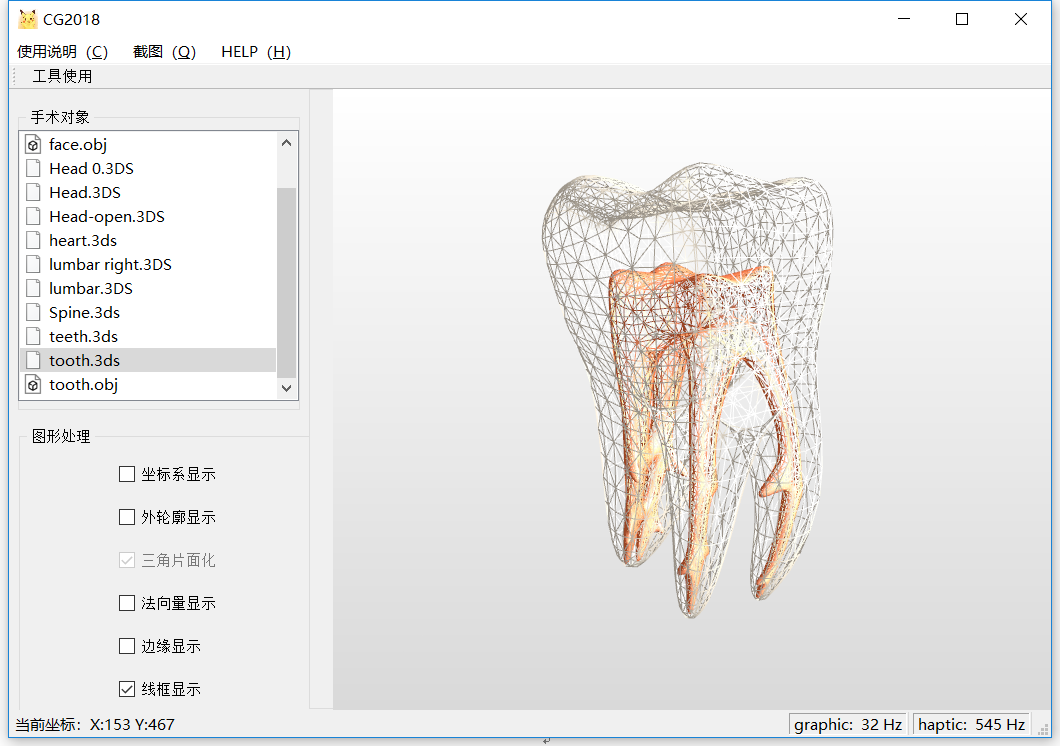 CG2018
使用说明 (C) 截图 (Q) HELP (H)
工具使用
手术对象
face.obj
Head 0.3DS
Head.3DS
Head-open.3DS
heart.3ds
lumbar right.3DS
lumbar.3DS
Spine.3ds
teeth.3ds
tooth.3ds
tooth.obj
图形处理
坐标系显示
外轮廓显示
三角片面化
法向量显示
边缘显示
线框显示
当前坐标: X:153 Y:467
graphic: 32 Hz haptic: 545 Hz